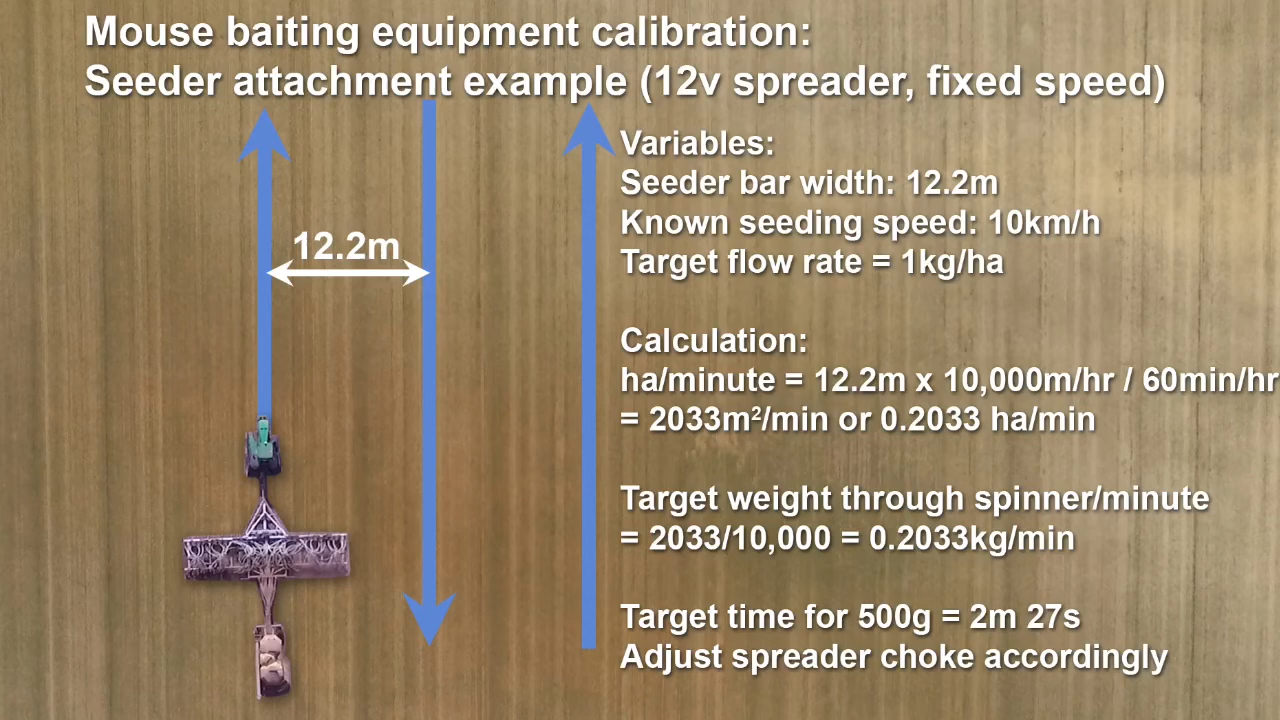 Mouse baiting equipment calibration:
Seeder attachment example (12v spreader, fixed speed)
12.2m
Variables:
Seeder bar width: 12.2m
Known seeding speed: 10km/h
Target flow rate = 1kg/ha
Calculation:
ha/minute = 12.2m x 10,000m/hr / 60min/hr
= 2033m²/min or 0.2033 ha/min
Target weight through spinner/minute
= 2033/10,000 = 0.2033kg/min
Target time for 500g = 2m 27s
Adjust spreader choke accordingly